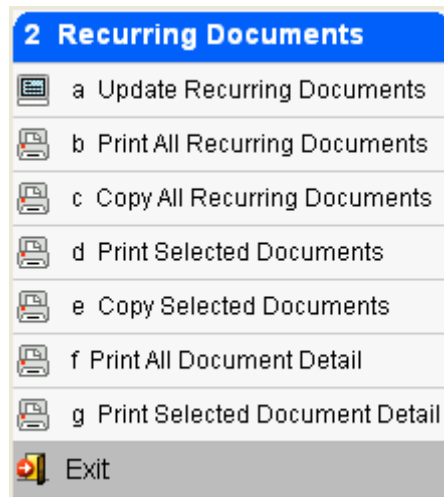 2 Recurring Documents
a Update Recurring Documents
b Print All Recurring Documents
c Copy All Recurring Documents
d Print Selected Documents
e Copy Selected Documents
f Print All Document Detail
g Print Selected Document Detail
Exit